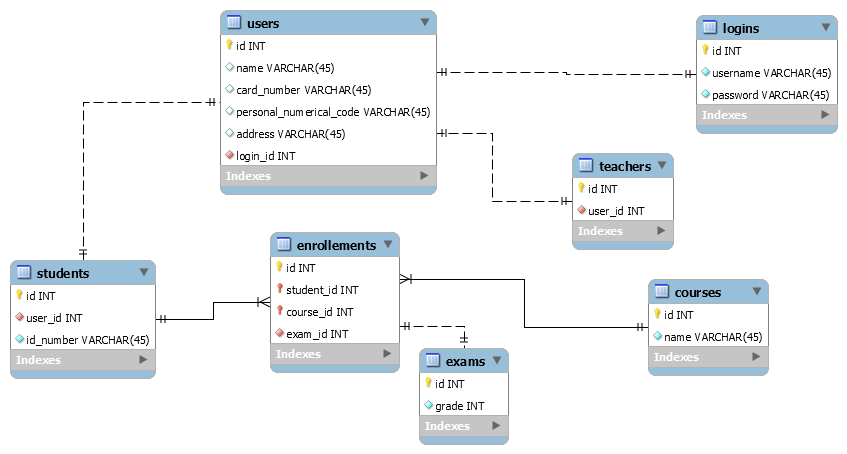 users
id INT
name VARCHAR(45)
card_number VARCHAR(45)
personal_numerical_code VARCHAR(45)
address VARCHAR(45)
login_id INT
Indexes
logins
id INT
username VARCHAR(45)
password VARCHAR(45)
Indexes
teachers
id INT
user_id INT
Indexes
students
id INT
user_id INT
id_number VARCHAR(45)
Indexes
enrollements
id INT
student_id INT
course_id INT
exam_id INT
Indexes
courses
id INT
name VARCHAR(45)
Indexes
exams
id INT
grade INT
Indexes